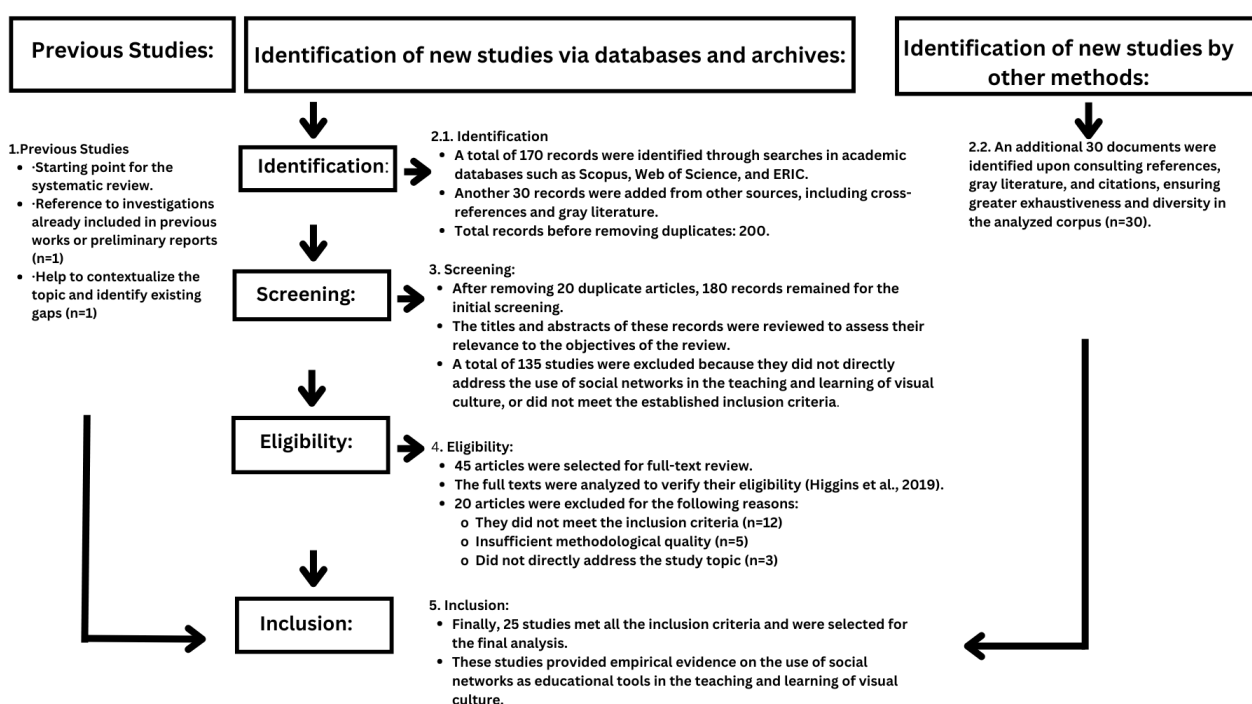 Previous Studies:
Identification of new studies via databases and archives:
Identification of new studies by
other methods:
1.Previous Studies
• ·Starting point for the
systematic review.
• ·Reference to investigations
already included in previous
works or preliminary reports
(n=1)
• ·Help to contextualize the
topic and identify existing
gaps (n=1)
Identification:
2.1. Identification
• A total of 170 records were identified through searches in academic
databases such as Scopus, Web of Science, and ERIC.
• Another 30 records were added from other sources, including cross-
references and gray literature.
• Total records before removing duplicates: 200.
2.2. An additional 30 documents were
identified upon consulting references,
gray literature, and citations, ensuring
greater exhaustiveness and diversity in
the analyzed corpus (n=30).
Screening:
3. Screening:
• After removing 20 duplicate articles, 180 records remained for the
initial screening.
• The titles and abstracts of these records were reviewed to assess their
relevance to the objectives of the review.
• A total of 135 studies were excluded because they did not directly
address the use of social networks in the teaching and learning of visual
culture, or did not meet the established inclusion criteria.
Eligibility:
4. Eligibility:
• 45 articles were selected for full-text review.
• The full texts were analyzed to verify their eligibility (Higgins et al., 2019).
• 20 articles were excluded for the following reasons:
o They did not meet the inclusion criteria (n=12)
o Insufficient methodological quality (n=5)
o Did not directly address the study topic (n=3)
Inclusion:
5. Inclusion:
• Finally, 25 studies met all the inclusion criteria and were selected for
the final analysis.
• These studies provided empirical evidence on the use of social
networks as educational tools in the teaching and learning of visual
culture.